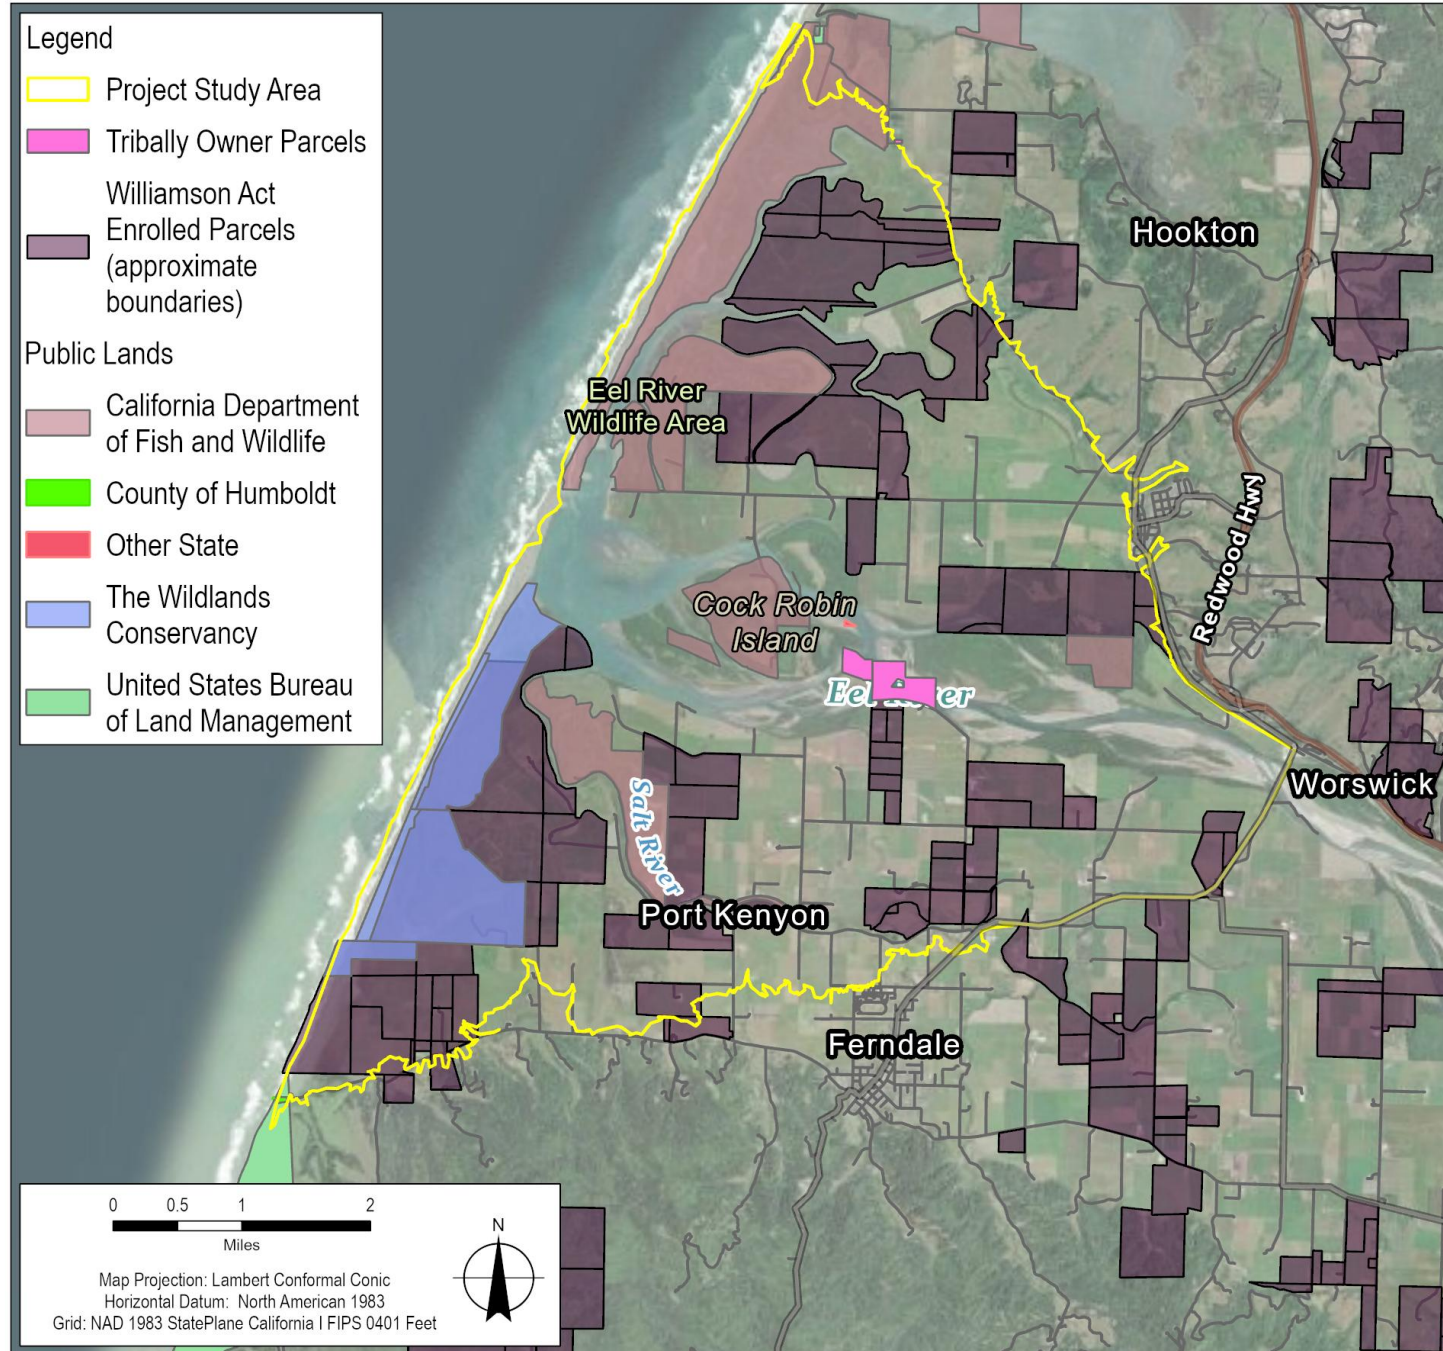 Legend
Project Study Area
Tribally Owner Parcels
Williamson Act
Enrolled Parcels
(approximate
boundaries)
Public Lands
California Department
of Fish and Wildlife
County of Humboldt
Other State
The Wildlands
Conservancy
United States Bureau
of Land Management
Hookton
Eel River
Wildlife Area
Redwood Hwy
Cock Robin
Island
Eel River
Worswick
Salt River
Port Kenyon
Ferndale
0 0.5 1 2
Miles
N
Map Projection: Lambert Conformal Conic
Horizontal Datum: North American 1983
Grid: NAD 1983 StatePlane California I FIPS 0401 Feet